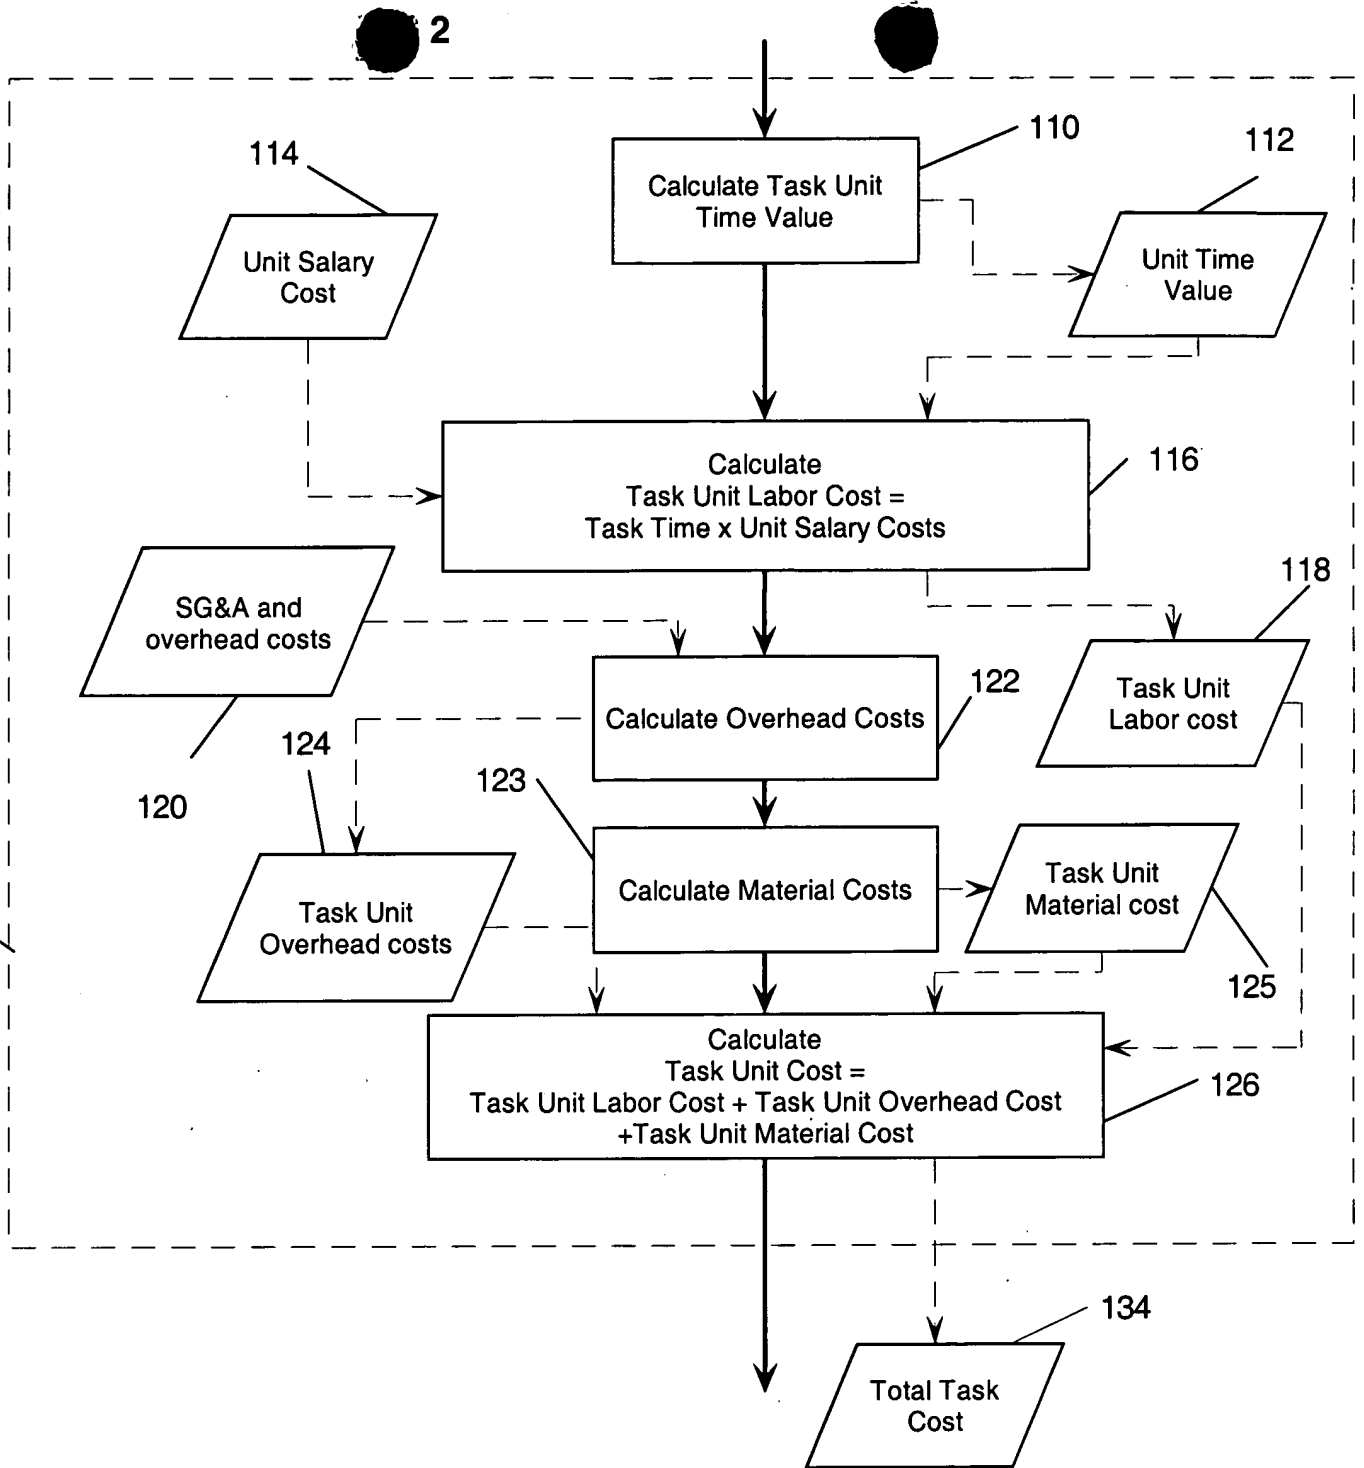 2
110
112
114
Calculate Task Unit
Time Value
Unit Salary
Cost
Unit Time
Value
Calculate
Task Unit Labor Cost =
Task Time x Unit Salary Costs
116
118
SG&A and
overhead costs
122
Task Unit
Labor cost
Calculate Overhead Costs
124
123
120
Calculate Material Costs
Task Unit
Material cost
Task Unit
Overhead costs
125
Calculate
Task Unit Cost =
Task Unit Labor Cost + Task Unit Overhead Cost
+Task Unit Material Cost
126
134
Total Task
Cost